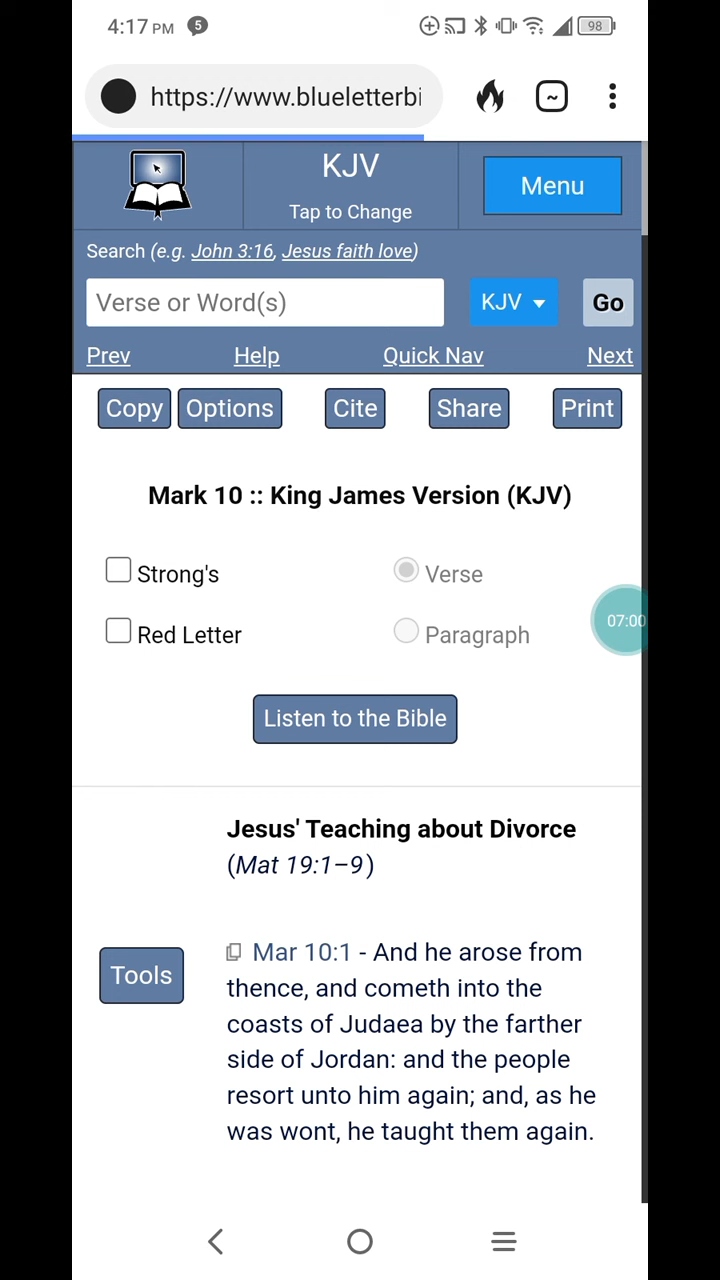 4:17 PM 5 98
https://www.blueletterbi
KJV
Tap to Change
Menu
Search (e.g. John 3:16, Jesus faith love)
Verse or Word(s)
KJV
Go
Prev Help Quick Nav Next
Copy Options Cite Share Print
Mark 10 :: King James Version (KJV)
Strong's Verse
07:00
Red Letter Paragraph
Listen to the Bible
Jesus' Teaching about Divorce
(Mat 19:1–9)
Tools
Mar 10:1 - And he arose from
thence, and cometh into the
coasts of Judaea by the farther
side of Jordan: and the people
resort unto him again; and, as he
was wont, he taught them again.